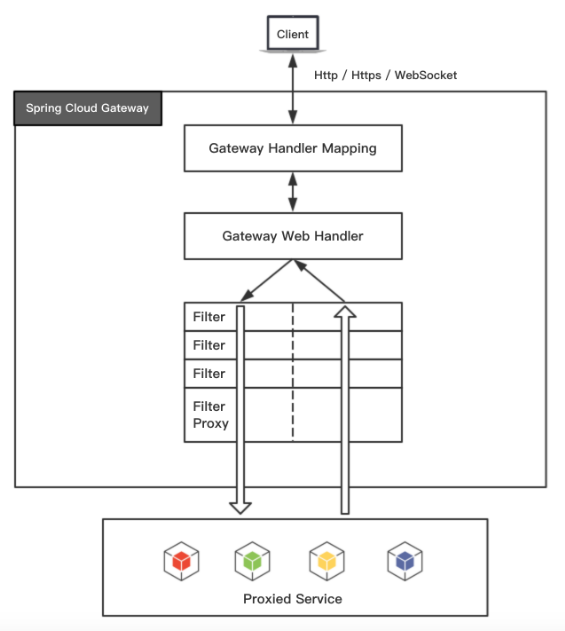 Client
Http / Https / WebSocket
Spring Cloud Gateway
Gateway Handler Mapping
Gateway Web Handler
Filter
Filter
Filter
Filter
Proxy
Proxied Service